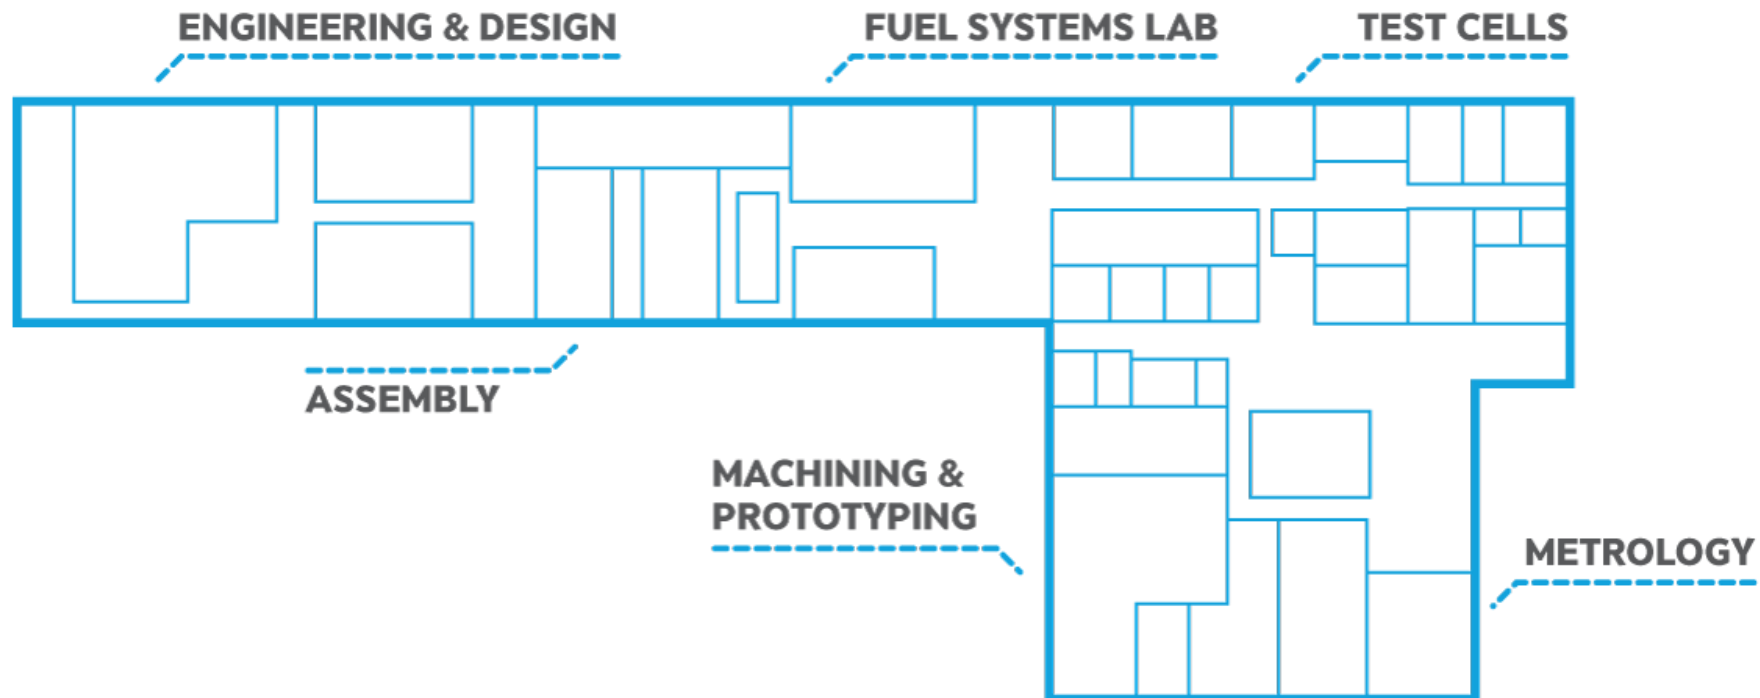 ENGINEERING & DESIGN
FUEL SYSTEMS LAB
TEST CELLS
ASSEMBLY
MACHINING &
PROTOTYPING
METROLOGY